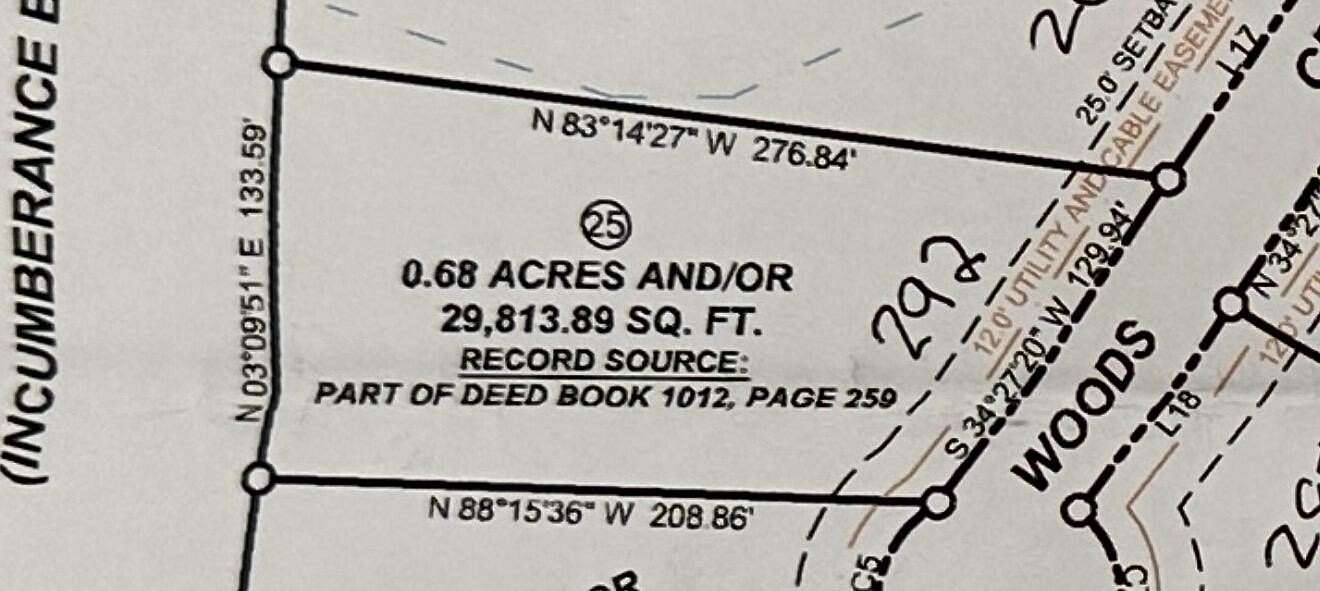 (INCUMBERANCE
N 03°09'51" E 133.59'
N 83°14'27" W 276.84'
25
0.68 ACRES AND/OR
29,813.89 SQ. FT.
RECORD SOURCE:
PART OF DEED BOOK 1012, PAGE 259
N 88°15'36" W 208.86'
292
25.0' SETBA
12.0' UTILITY AND CABLE EASEME
L17
S 34°27'20" W 129.94'
WOODS
L18
N 34°27'
12.0' UTI
C5
OR